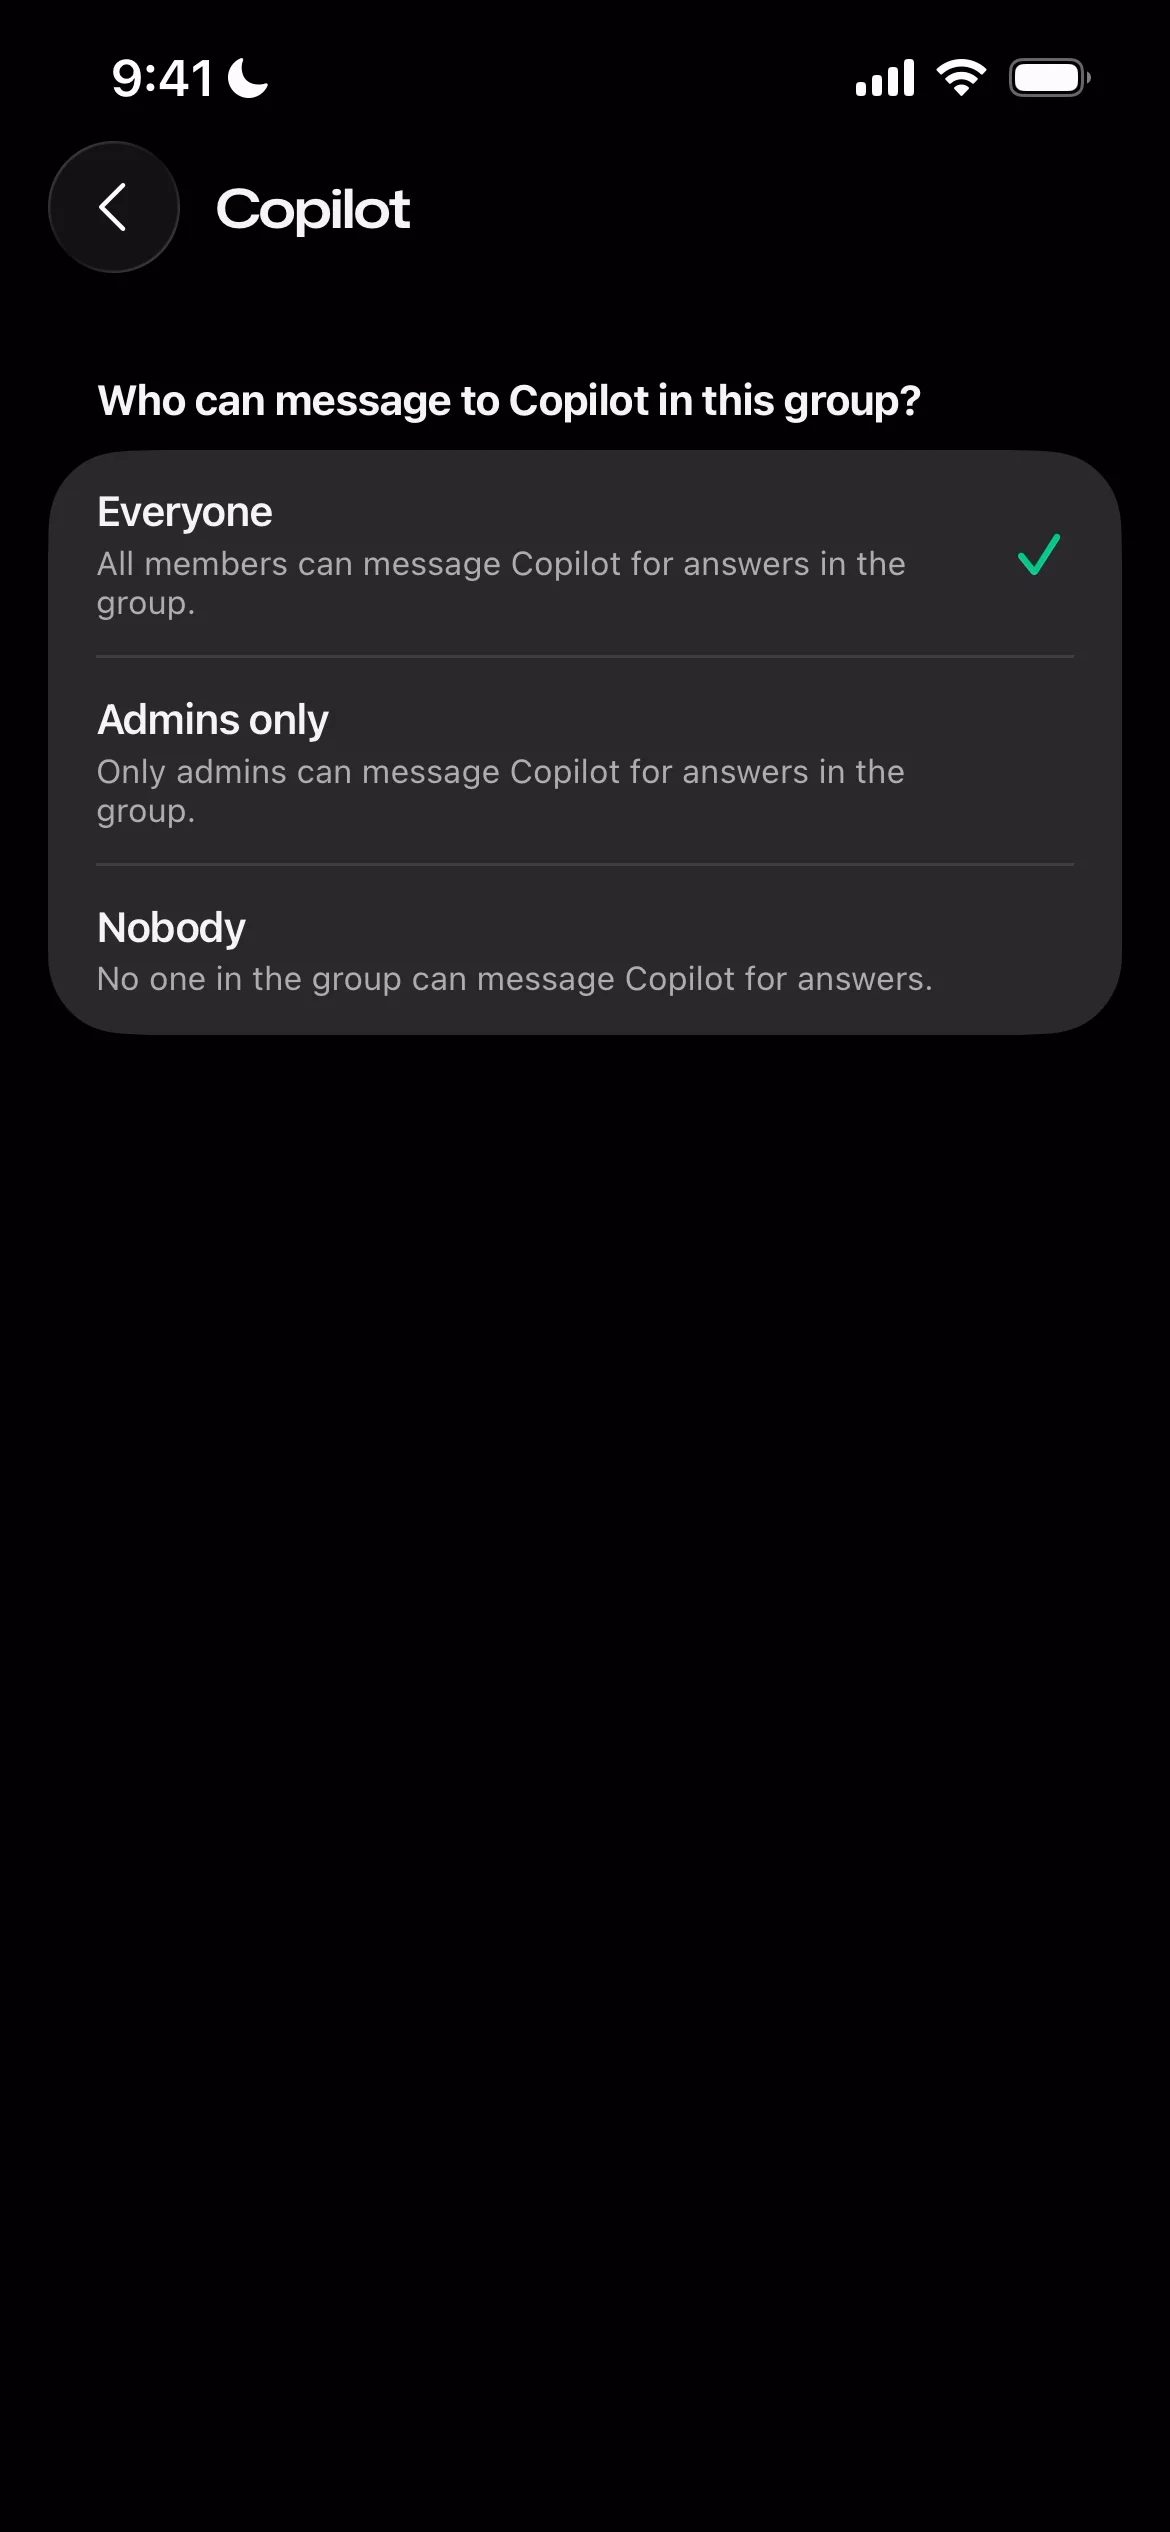 9:41
Copilot
Who can message to Copilot in this group?
Everyone
All members can message Copilot for answers in the
group.
Admins only
Only admins can message Copilot for answers in the
group.
Nobody
No one in the group can message Copilot for answers.